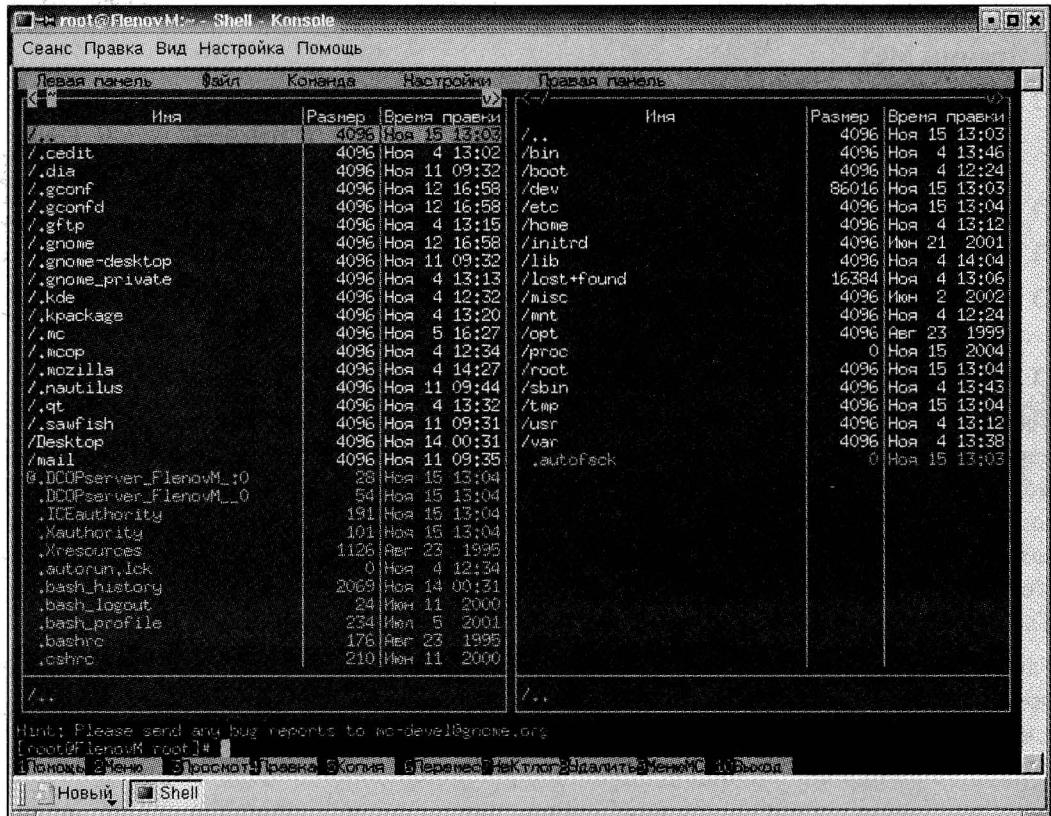 root@FlenovM:~ - Shell - Konsole
Сеанс Правка Вид Настройка Помощь
Левая панель Файл Команда Настройки Правая панель
<-~ v> <-/ v>
Имя Размер Время правки Имя Размер Время правки
/.. 4096 Ноя 15 13:03 /.. 4096 Ноя 15 13:03
/.cedit 4096 Ноя 4 13:02 /bin 4096 Ноя 4 13:46
/.dia 4096 Ноя 11 09:32 /boot 4096 Ноя 4 12:24
/.gconf 4096 Ноя 12 16:58 /dev 86016 Ноя 15 13:03
/.gconfd 4096 Ноя 12 16:58 /etc 4096 Ноя 15 13:04
/.gftp 4096 Ноя 4 13:15 /home 4096 Ноя 4 13:12
/.gnome 4096 Ноя 12 16:58 /initrd 4096 Июн 21 2001
/.gnome-desktop 4096 Ноя 11 09:32 /lib 4096 Ноя 4 14:04
/.gnome_private 4096 Ноя 4 13:13 /lost+found 16384 Ноя 4 13:06
/.kde 4096 Ноя 4 12:32 /misc 4096 Июн 2 2002
/.kpackage 4096 Ноя 4 13:20 /mnt 4096 Ноя 4 12:24
/.mc 4096 Ноя 5 16:27 /opt 4096 Авг 23 1999
/.mcop 4096 Ноя 4 12:34 /proc 0 Ноя 15 2004
/.mozilla 4096 Ноя 4 14:27 /root 4096 Ноя 15 13:04
/.nautilus 4096 Ноя 11 09:44 /sbin 4096 Ноя 4 13:43
/.qt 4096 Ноя 4 13:32 /tmp 4096 Ноя 15 13:04
/.sawfish 4096 Ноя 11 09:31 /usr 4096 Ноя 4 13:12
/Desktop 4096 Ноя 14 00:31 /var 4096 Ноя 4 13:38
/mail 4096 Ноя 11 09:35 .autofsck 0 Ноя 15 13:03
@.DCOPserver_FlenovM_:0 28 Ноя 15 13:04
.DCOPserver_FlenovM__0 54 Ноя 15 13:04
.ICEauthority 191 Ноя 15 13:04
.Xauthority 101 Ноя 15 13:04
.Xresources 1126 Авг 23 1995
.autorun.lck 0 Ноя 4 12:34
.bash_history 2069 Ноя 14 00:31
.bash_logout 24 Июн 11 2000
.bash_profile 234 Июл 5 2001
.bashrc 176 Авг 23 1995
.cshrc 210 Июн 11 2000
/.. /..
Hint: Please send any bug reports to mc-devel@gnome.org
[root@FlenovM root]#
1Помощь 2Меню 3Просмот 4Правка 5Копия 6Перемес 7НвКтлог 8Удалить 9МенюMC 10Выход
Новый Shell